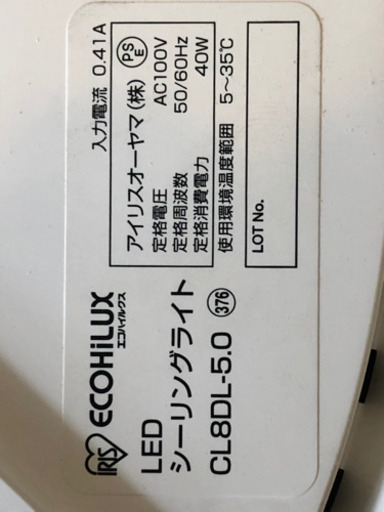 IRIS ECOHiLUX
エコハイルクス
LED
シーリングライト
CL8DL-5.0 376
入力電流 0.41A
アイリスオーヤマ(株) PSE
定格電圧 AC100V
定格周波数 50/60Hz
定格消費電力 40W
使用環境温度範囲 5~35℃
LOT No.